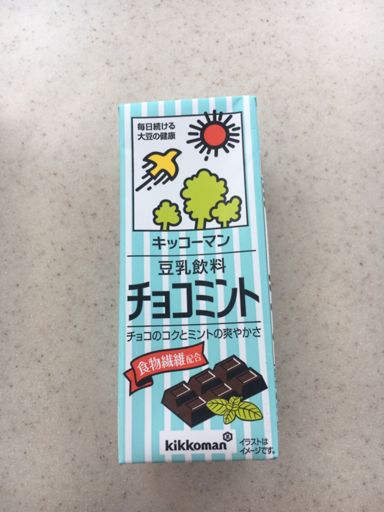 毎日続ける
大豆の健康
キッコーマン
豆乳飲料
チョコミント
チョコのコクとミントの爽やかさ
食物繊維配合
kikkoman
イラストは
イメージです。